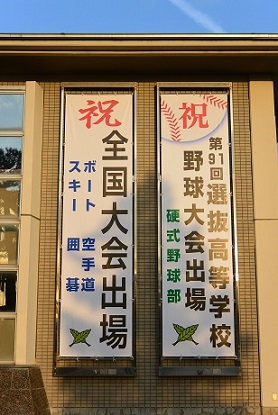 祝
第91回 選抜高等学校
野球大会出場
硬式野球部
祝
全国大会出場
ボート 空手道
スキー 囲碁